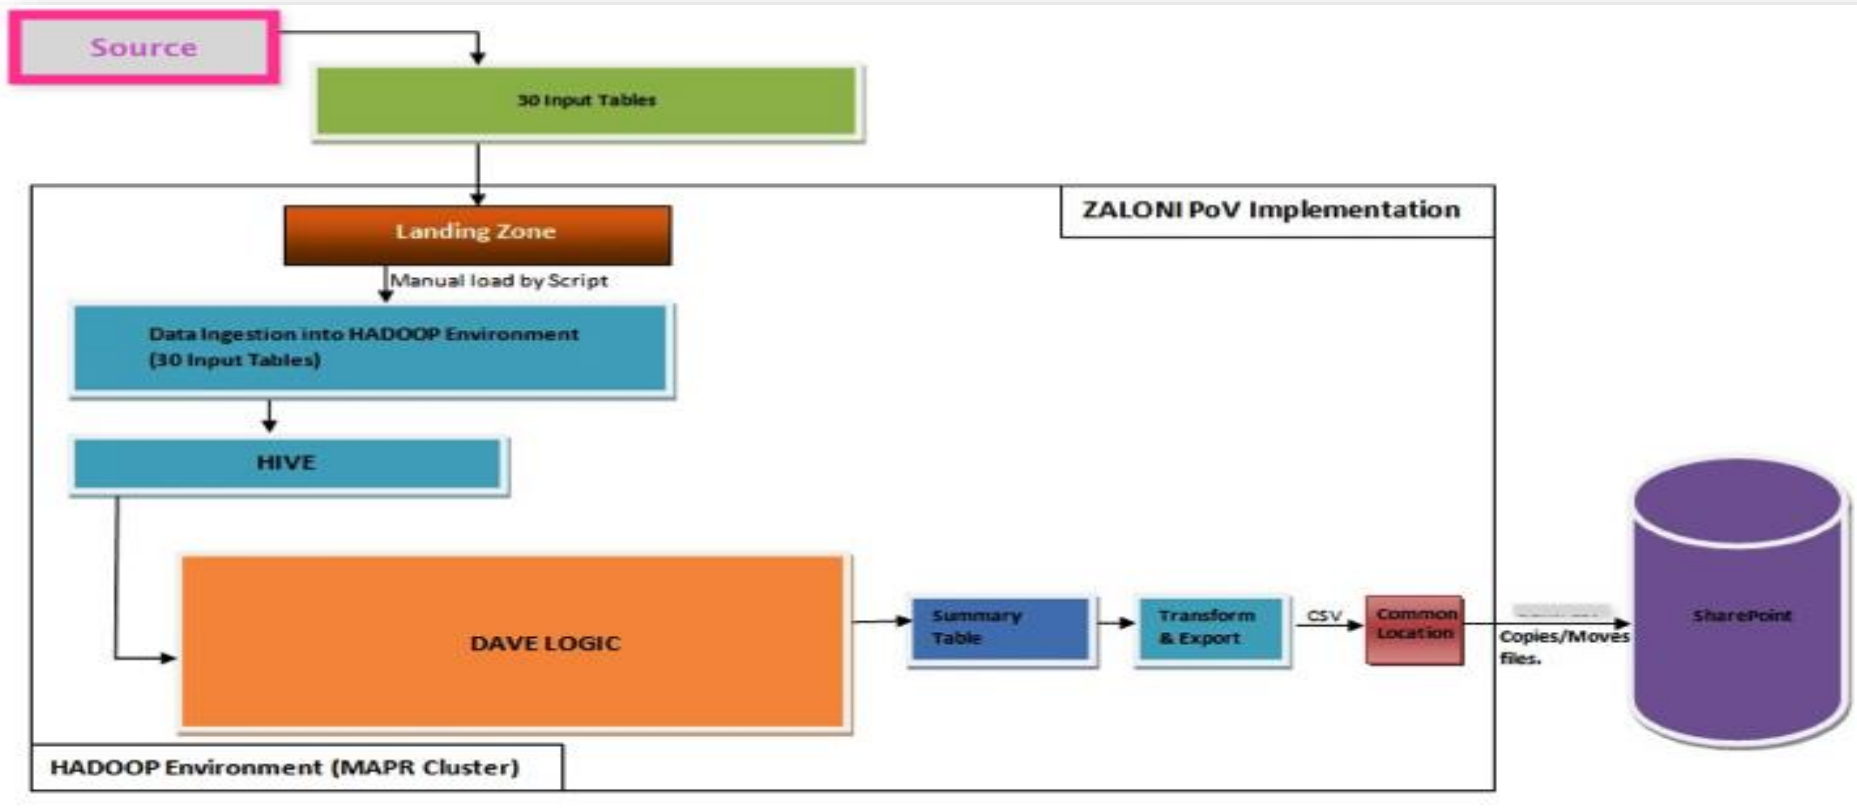 Source
30 Input Tables
ZALONI PoV Implementation
Landing Zone
Manual load by Script
Data Ingestion into HADOOP Environment
(30 Input Tables)
HIVE
DAVE LOGIC
Summary
Table
Transform
& Export
CSV
Common
Location
Copies/Moves
files.
SharePoint
HADOOP Environment (MAPR Cluster)